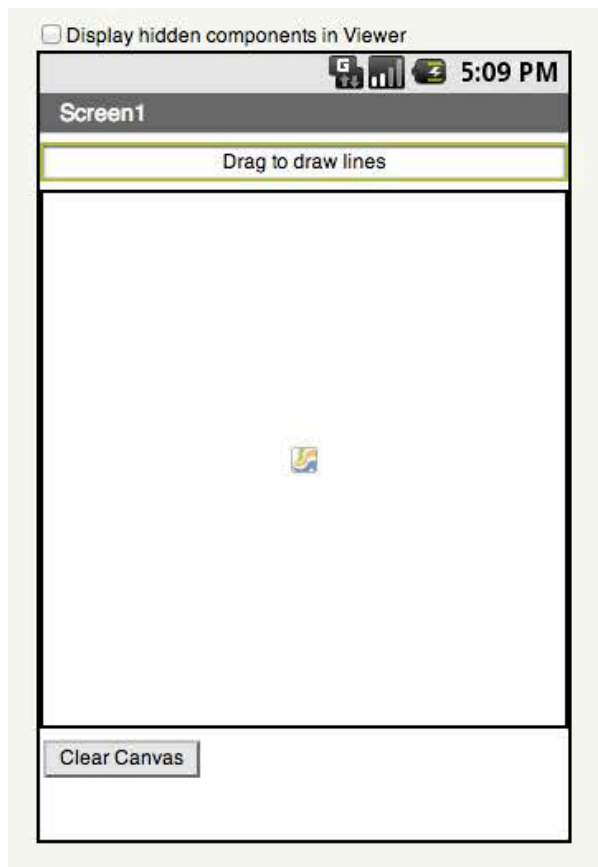 Display hidden components in Viewer
G 5:09 PM
Screen1
Drag to draw lines
Clear Canvas